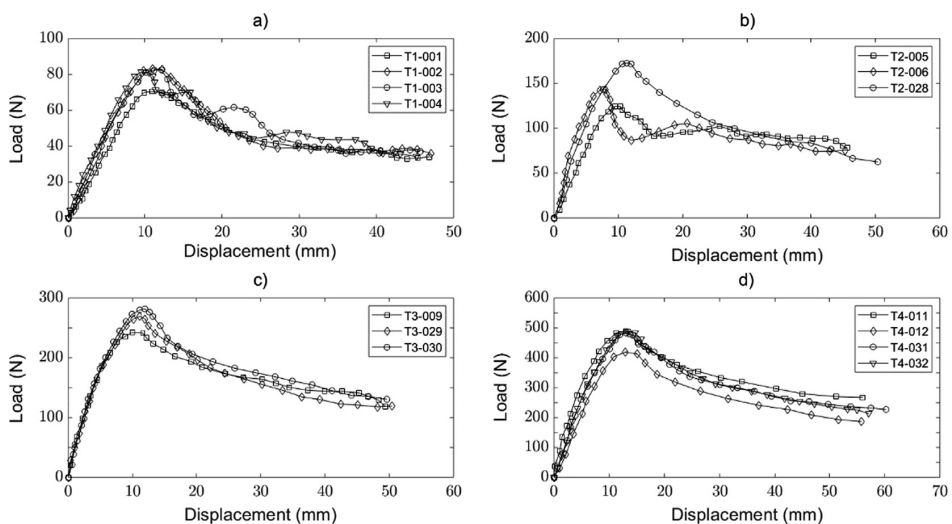 a)
100
80
60
40
20
0
Load (N)
0 10 20 30 40 50
Displacement (mm)
T1-001
T1-002
T1-003
T1-004
b)
200
150
100
50
0
Load (N)
0 10 20 30 40 50 60
Displacement (mm)
T2-005
T2-006
T2-028
c)
300
200
100
0
Load (N)
0 10 20 30 40 50 60
Displacement (mm)
T3-009
T3-029
T3-030
d)
600
500
400
300
200
100
0
Load (N)
0 10 20 30 40 50 60 70
Displacement (mm)
T4-011
T4-012
T4-031
T4-032